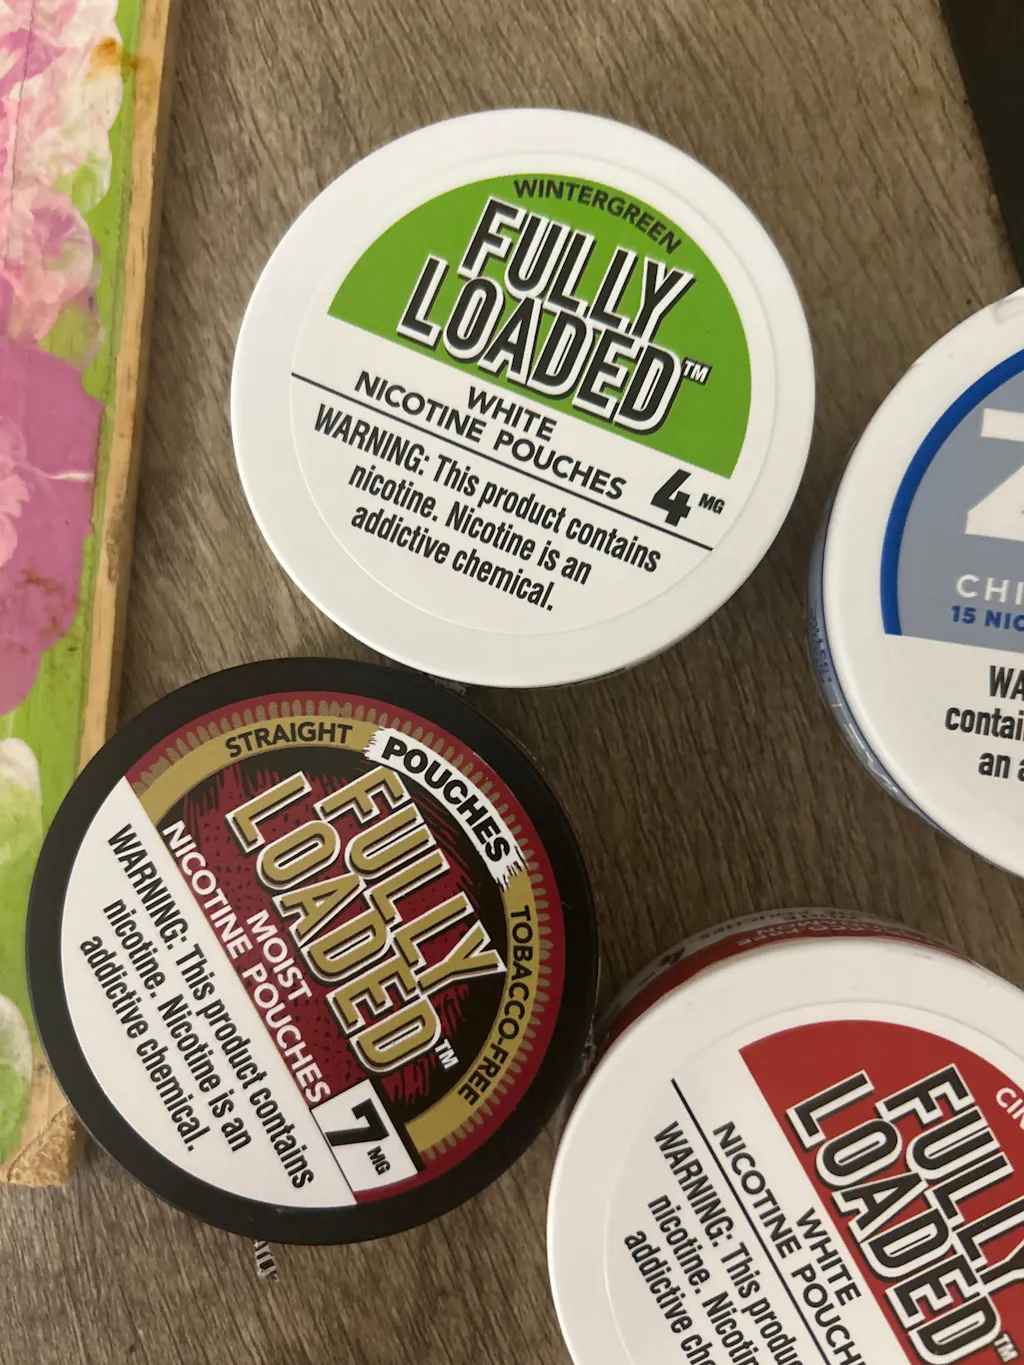 WINTERGREEN
FULLY
LOADED™
WHITE
NICOTINE POUCHES
4 MG
WARNING: This product contains
nicotine. Nicotine is an
addictive chemical.
CHI
15 NIC
WA
contai
an a
STRAIGHT
POUCHES
TOBACCO-FREE
FULLY
LOADED™
MOIST
NICOTINE POUCHES
7 MG
WARNING: This product contains
nicotine. Nicotine is an
addictive chemical.
CIN
FULLY
LOADED™
WHITE
NICOTINE POUCH
WARNING: This produ
nicotine. Nicotin
addictive ch